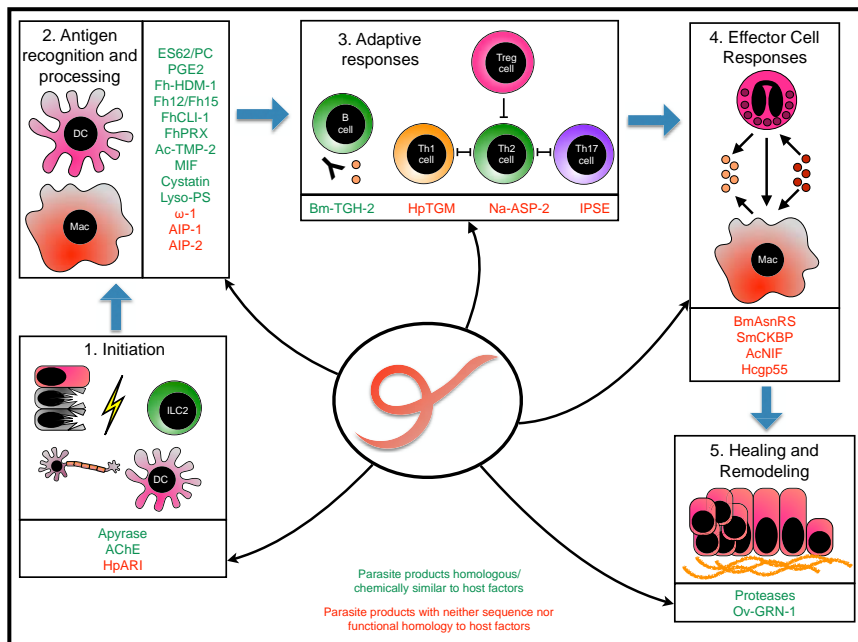 2. Antigen
recognition and
processing
DC
Mac
ES62/PC
PGE2
Fh-HDM-1
Fh12/Fh15
FhCLI-1
FhPRX
Ac-TMP-2
MIF
Cystatin
Lyso-PS
ω-1
AIP-1
AIP-2
3. Adaptive
responses
Treg
cell
B
cell
Th1
cell
Th2
cell
Th17
cell
Bm-TGH-2
HpTGM
Na-ASP-2
IPSE
4. Effector Cell
Responses
Mac
BmAsnRS
SmCKBP
AcNIF
Hcgp55
1. Initiation
ILC2
DC
Apyrase
AChE
HpARI
5. Healing and
Remodeling
Proteases
Ov-GRN-1
Parasite products homologous/
chemically similar to host factors
Parasite products with neither sequence nor
functional homology to host factors